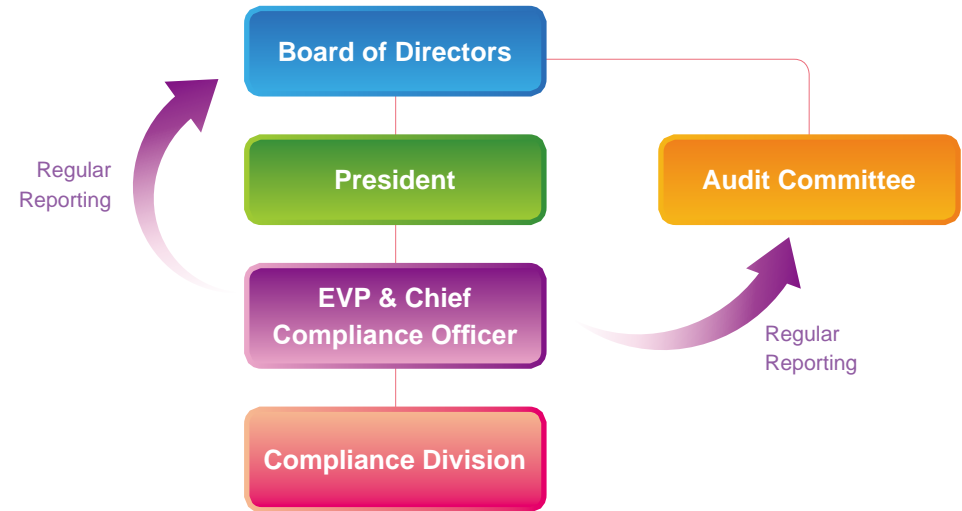 Board of Directors
Regular
Reporting
President
Audit Committee
EVP & Chief
Compliance Officer
Regular
Reporting
Compliance Division